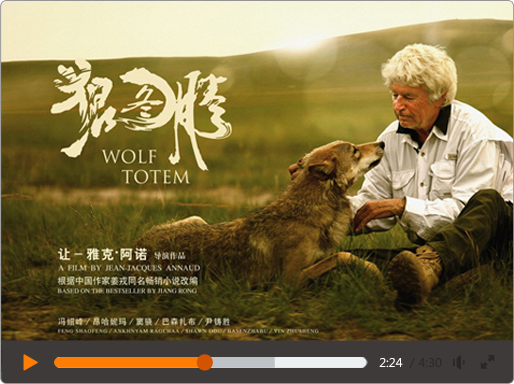 狼图腾
WOLF
TOTEM
让－雅克·阿诺 导演作品
A FILM BY JEAN-JACQUES ANNAUD
根据中国作家姜戎同名畅销小说改编
BASED ON THE BESTSELLER BY JIANG RONG
冯绍峰 / 昂哈妮玛 / 窦骁 / 巴森扎布 / 尹铸胜
FENG SHAOFENG / ANKHNYAM RAGCHAA / SHAWN DOU / BASENZHABU / YIN ZHUSHENG
2:24 / 4:30